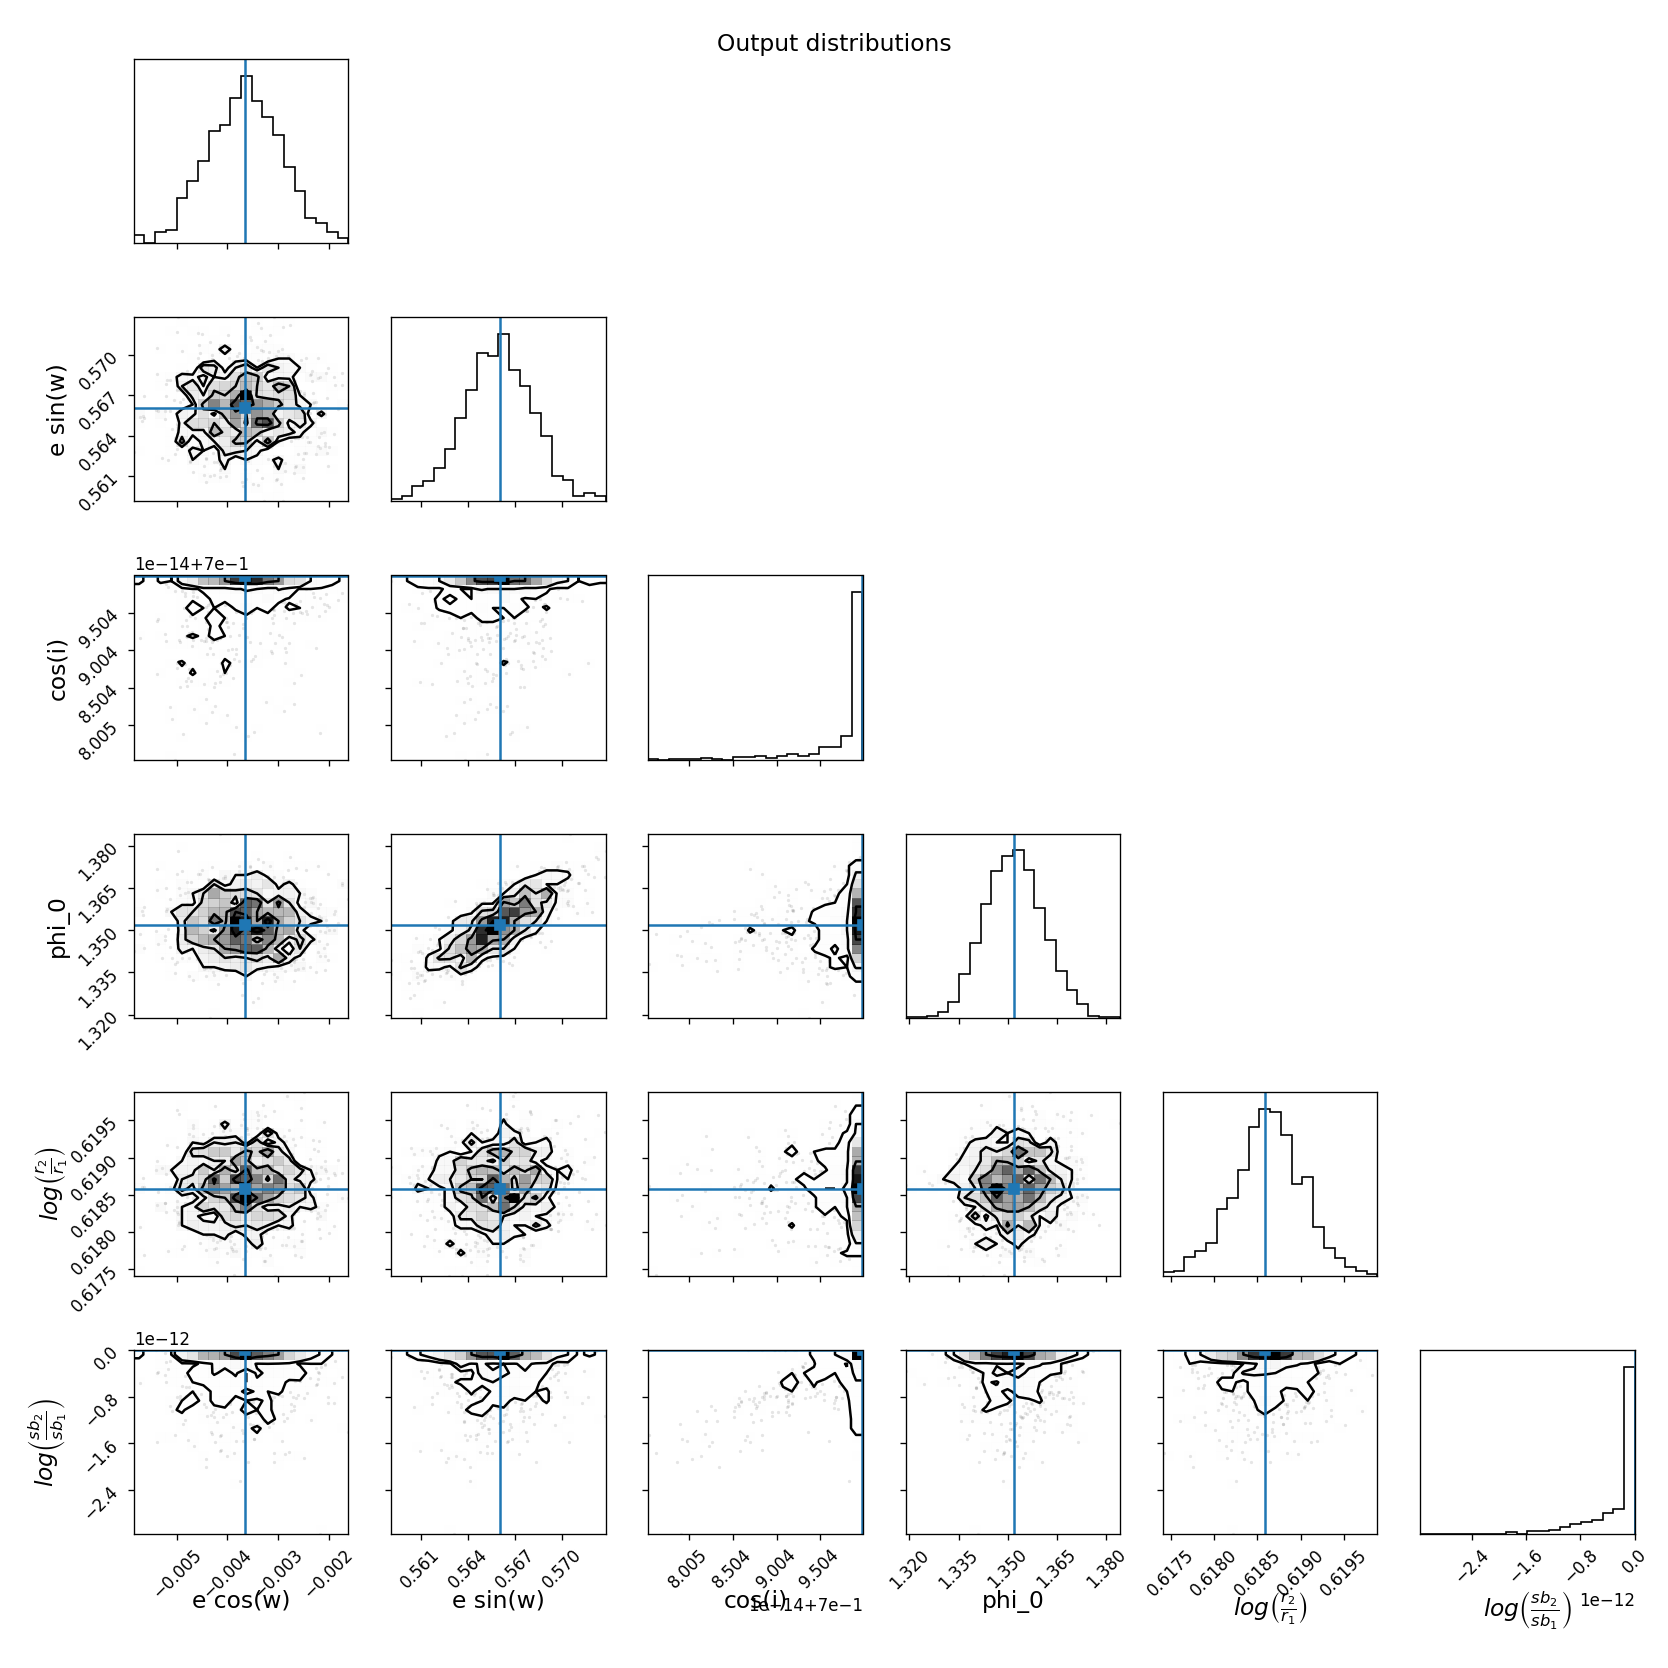 Output distributions
e sin(w)
0.570
0.567
0.564
0.561
1e−14+7e−1
cos(i)
9.504
9.004
8.504
8.005
phi_0
1.380
1.365
1.350
1.335
1.320
log(r₂/r₁)
0.6195
0.6190
0.6185
0.6180
0.6175
1e−12
log(sb₂/sb₁)
0.0
−0.8
−1.6
−2.4
−0.005 −0.004 −0.003 −0.002
0.561 0.564 0.567 0.570
8.005 8.504 9.004 9.504
1.320 1.335 1.350 1.365 1.380
0.6175 0.6180 0.6185 0.6190 0.6195
−2.4 −1.6 −0.8 0.0
e cos(w)
e sin(w)
cos(i)
1e−14+7e−1
phi_0
log(r₂/r₁)
log(sb₂/sb₁)
1e−12